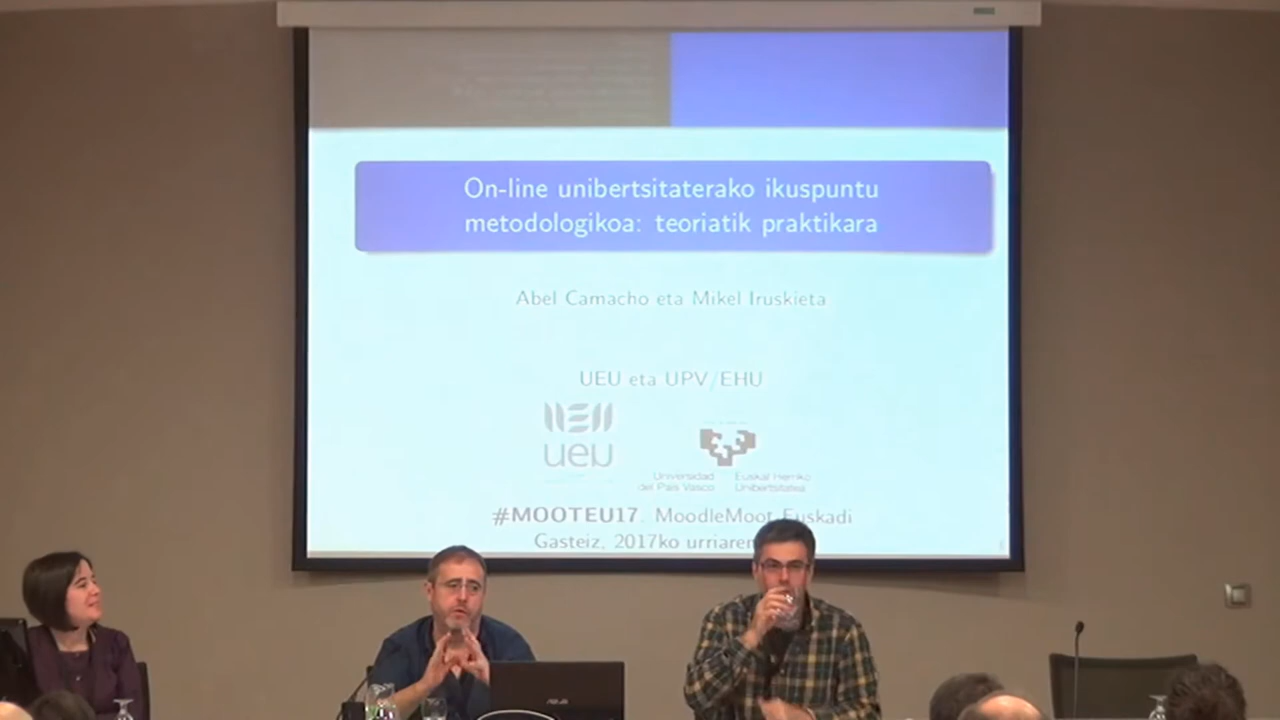 On-line unibertsitaterako ikuspuntu
metodologikoa: teoriatik praktikara
Abel Camacho eta Mikel Iruskieta
UEU eta UPV/EHU
ueu
Universidad Euskal Herriko
del País Vasco Unibertsitatea
#MOOTEU17. MoodleMoot Euskadi
Gasteiz, 2017ko urriaren
ASUS